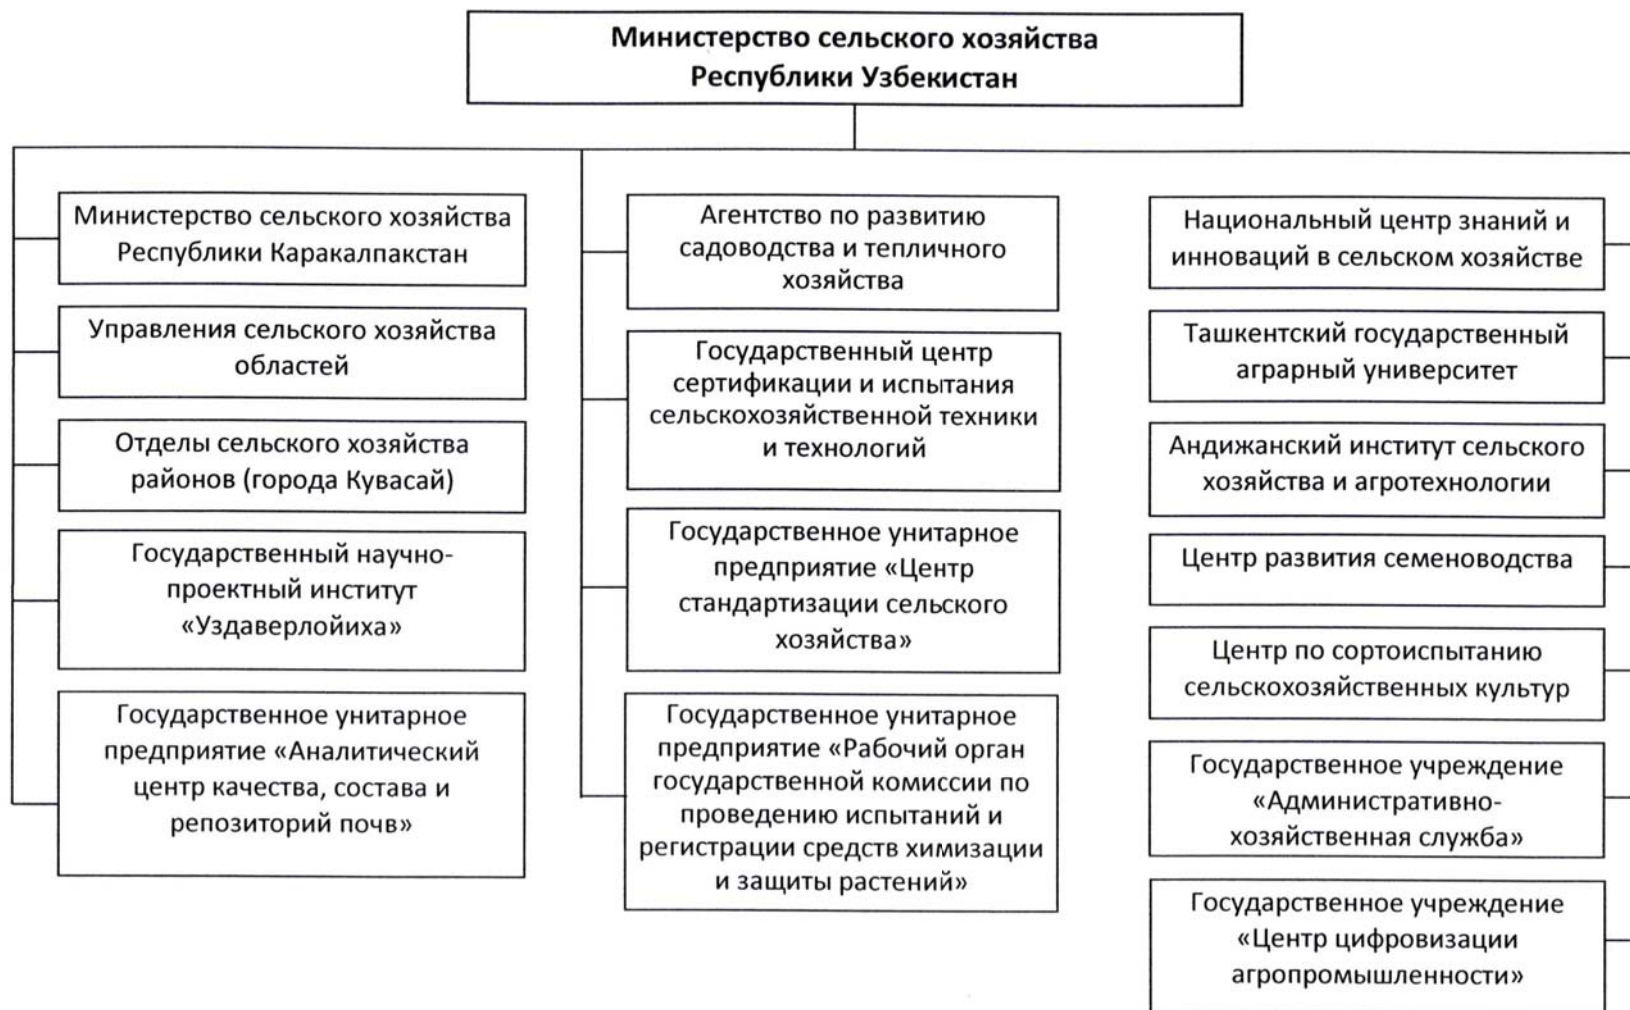 Министерство сельского хозяйства
Республики Узбекистан
Министерство сельского хозяйства
Республики Каракалпакстан
Управления сельского хозяйства
областей
Отделы сельского хозяйства
районов (города Кувасай)
Государственный научно-
проектный институт
«Уздаверлойиха»
Государственное унитарное
предприятие «Аналитический
центр качества, состава и
репозиторий почв»
Агентство по развитию
садоводства и тепличного
хозяйства
Государственный центр
сертификации и испытания
сельскохозяйственной техники
и технологий
Государственное унитарное
предприятие «Центр
стандартизации сельского
хозяйства»
Государственное унитарное
предприятие «Рабочий орган
государственной комиссии по
проведению испытаний и
регистрации средств химизации
и защиты растений»
Национальный центр знаний и
инноваций в сельском хозяйстве
Ташкентский государственный
аграрный университет
Андижанский институт сельского
хозяйства и агротехнологии
Центр развития семеноводства
Центр по сортоиспытанию
сельскохозяйственных культур
Государственное учреждение
«Административно-
хозяйственная служба»
Государственное учреждение
«Центр цифровизации
агропромышленности»